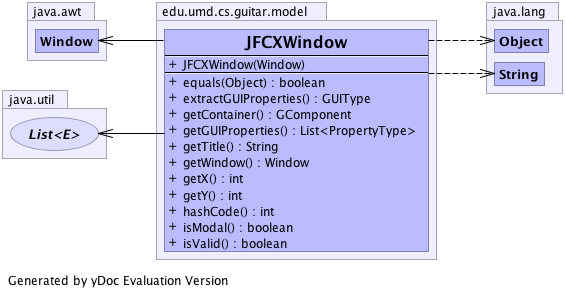 java.awt
Window
java.util
List<E>
edu.umd.cs.guitar.model
JFCXWindow
+ JFCXWindow(Window)
+ equals(Object) : boolean
+ extractGUIProperties() : GUIType
+ getContainer() : GComponent
+ getGUIProperties() : List<PropertyType>
+ getTitle() : String
+ getWindow() : Window
+ getX() : int
+ getY() : int
+ hashCode() : int
+ isModal() : boolean
+ isValid() : boolean
java.lang
Object
String
Generated by yDoc Evaluation Version